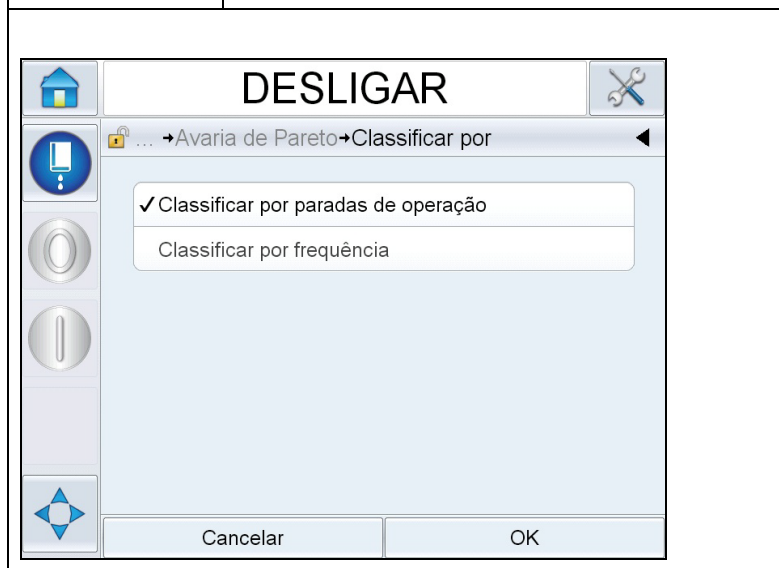 DESLIGAR
... →Avaria de Pareto→Classificar por
✓Classificar por paradas de operação
Classificar por frequência
Cancelar
OK